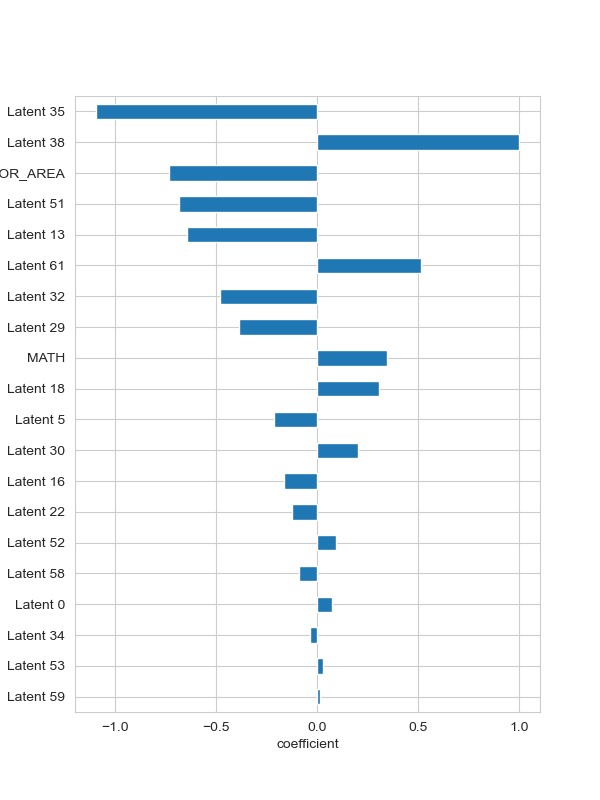 Latent 35
Latent 38
OR_AREA
Latent 51
Latent 13
Latent 61
Latent 32
Latent 29
MATH
Latent 18
Latent 5
Latent 30
Latent 16
Latent 22
Latent 52
Latent 58
Latent 0
Latent 34
Latent 53
Latent 59
−1.0 −0.5 0.0 0.5 1.0
coefficient